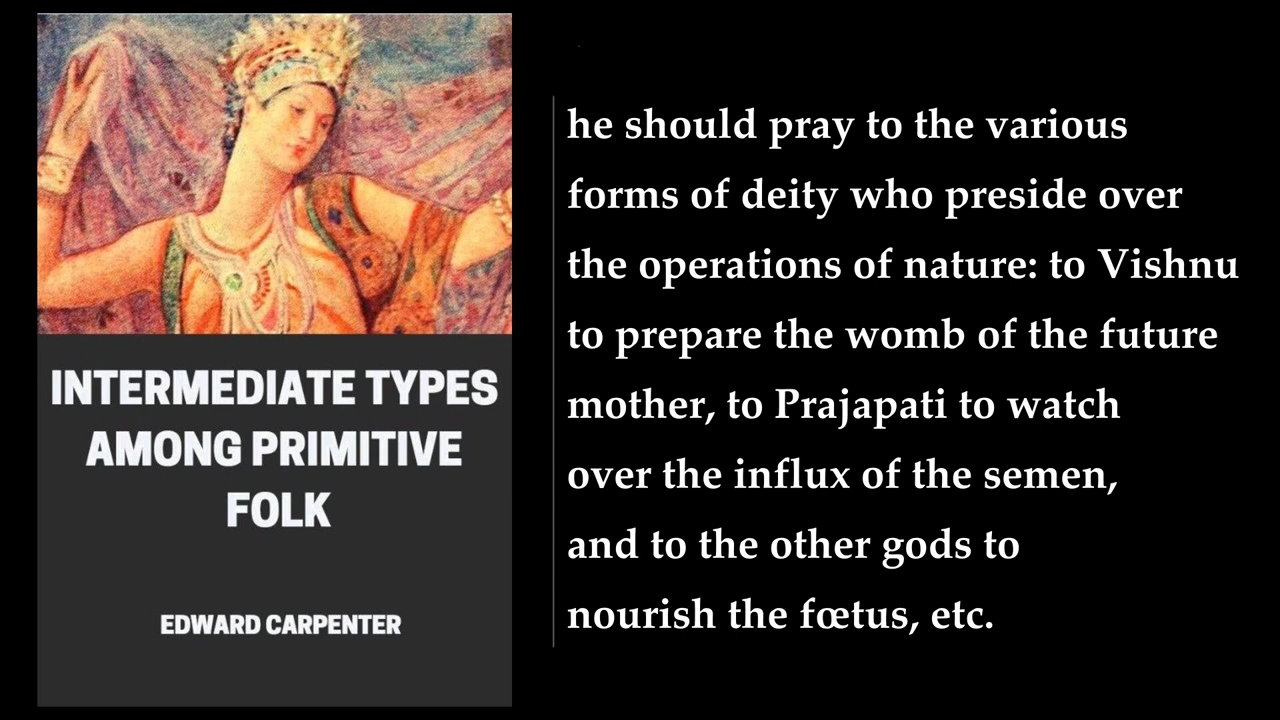 INTERMEDIATE TYPES
AMONG PRIMITIVE
FOLK
EDWARD CARPENTER
he should pray to the various
forms of deity who preside over
the operations of nature: to Vishnu
to prepare the womb of the future
mother, to Prajapati to watch
over the influx of the semen,
and to the other gods to
nourish the fœtus, etc.